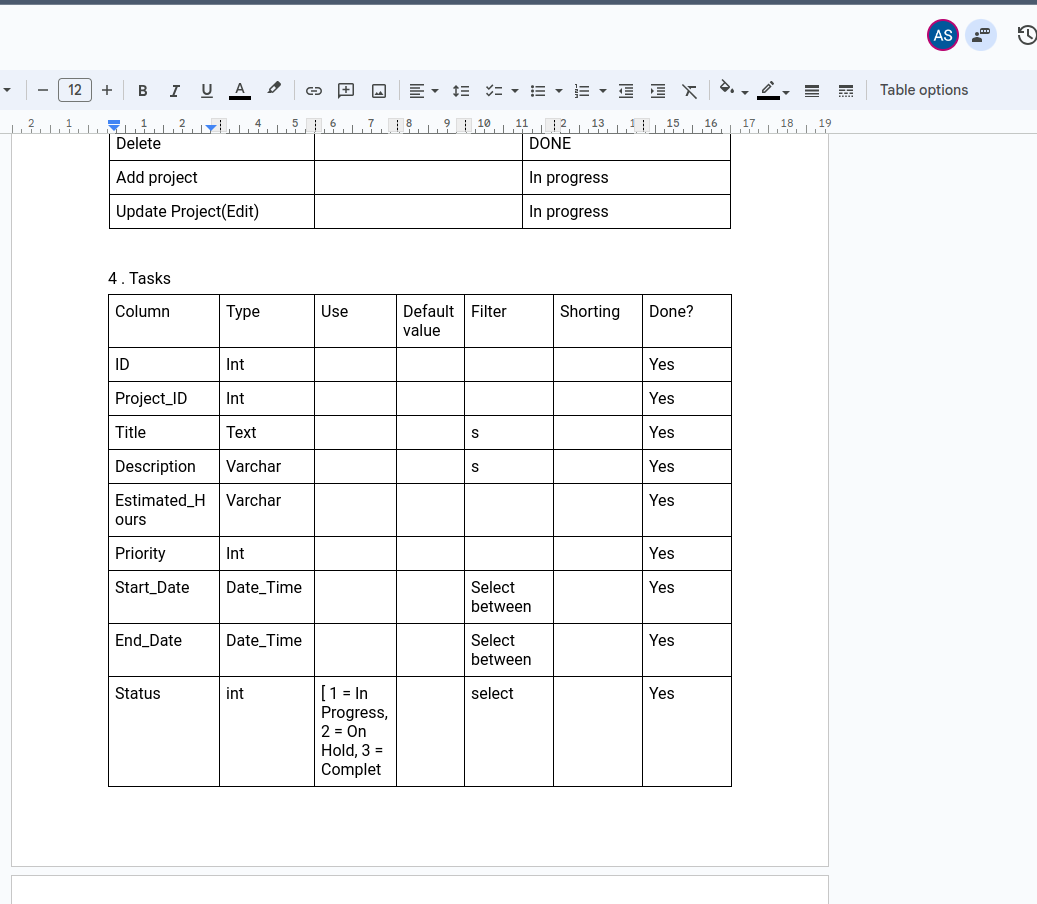 AS
12
B I U A
Table options
2 1 1 2 4 5 6 7 8 9 10 11 2 13 1 15 16 17 18 19
Delete DONE
Add project In progress
Update Project(Edit) In progress
4 . Tasks
Column Type Use Default Filter Shorting Done?
value
ID Int Yes
Project_ID Int Yes
Title Text s Yes
Description Varchar s Yes
Estimated_H Varchar Yes
ours
Priority Int Yes
Start_Date Date_Time Select Yes
between
End_Date Date_Time Select Yes
between
Status int [ 1 = In select Yes
Progress,
2 = On
Hold, 3 =
Complet